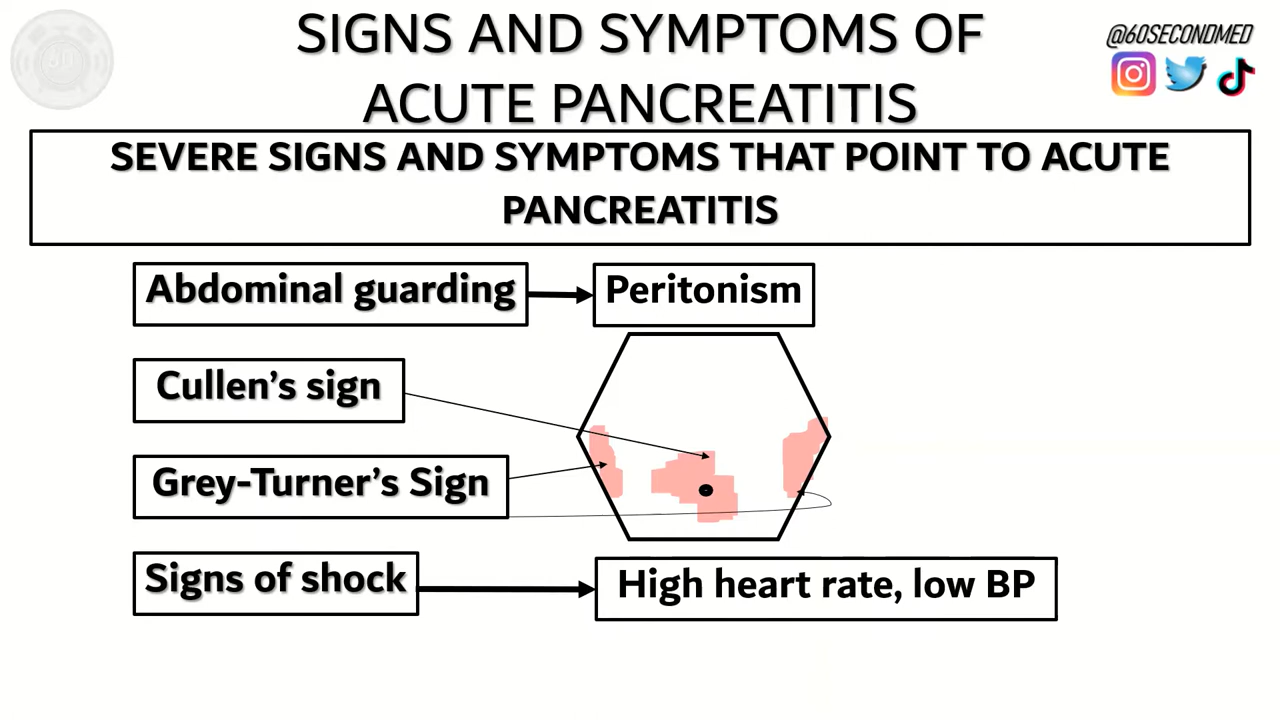 SIGNS AND SYMPTOMS OF
ACUTE PANCREATITIS
@60SECONDMED
SEVERE SIGNS AND SYMPTOMS THAT POINT TO ACUTE
PANCREATITIS
Abdominal guarding
Peritonism
Cullen's sign
Grey-Turner's Sign
Signs of shock
High heart rate, low BP